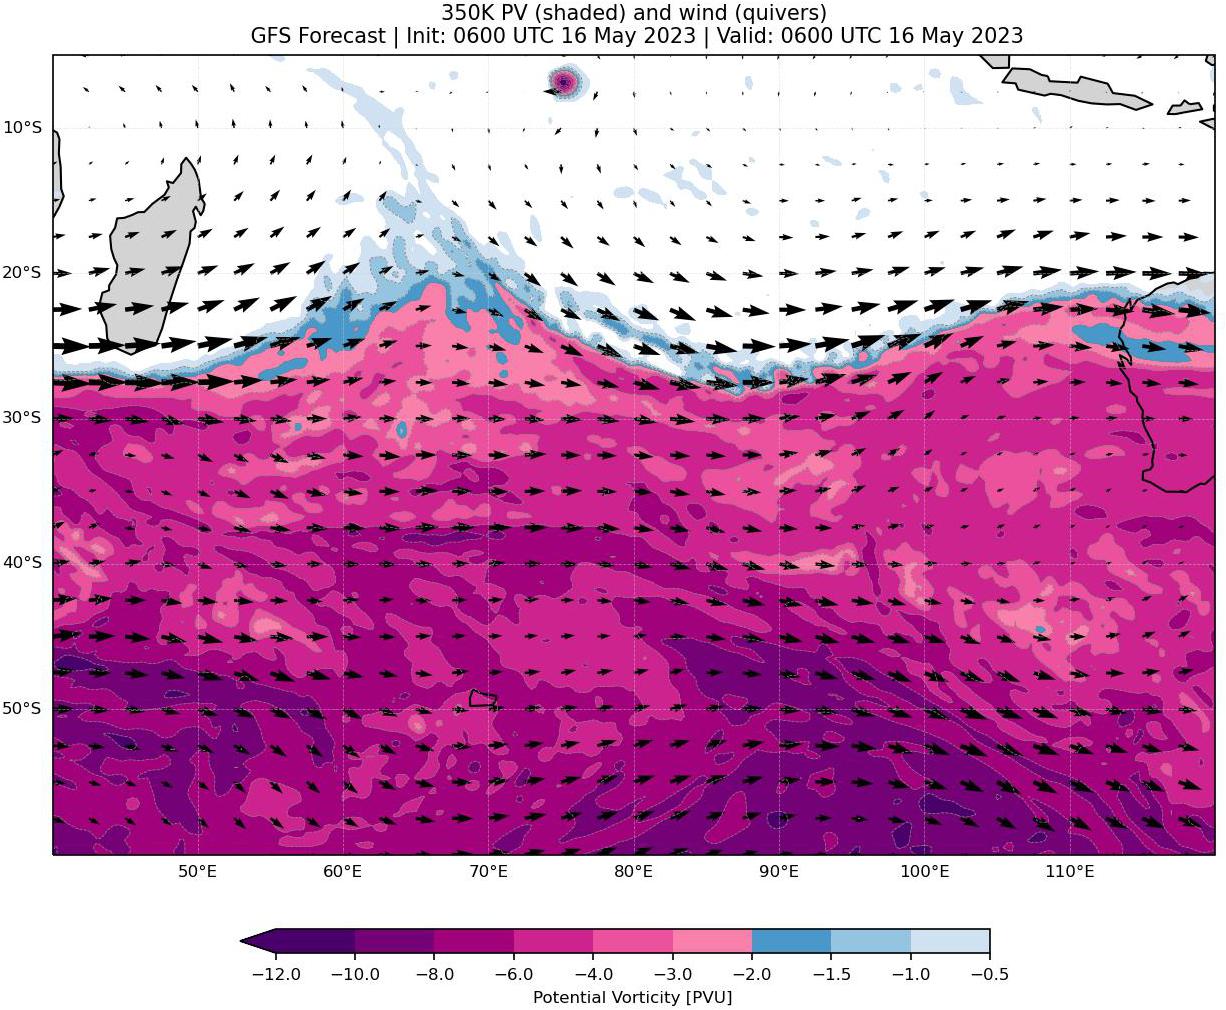 350K PV (shaded) and wind (quivers)
GFS Forecast | Init: 0600 UTC 16 May 2023 | Valid: 0600 UTC 16 May 2023
10°S
20°S
30°S
40°S
50°S
50°E 60°E 70°E 80°E 90°E 100°E 110°E
−12.0 −10.0 −8.0 −6.0 −4.0 −3.0 −2.0 −1.5 −1.0 −0.5
Potential Vorticity [PVU]